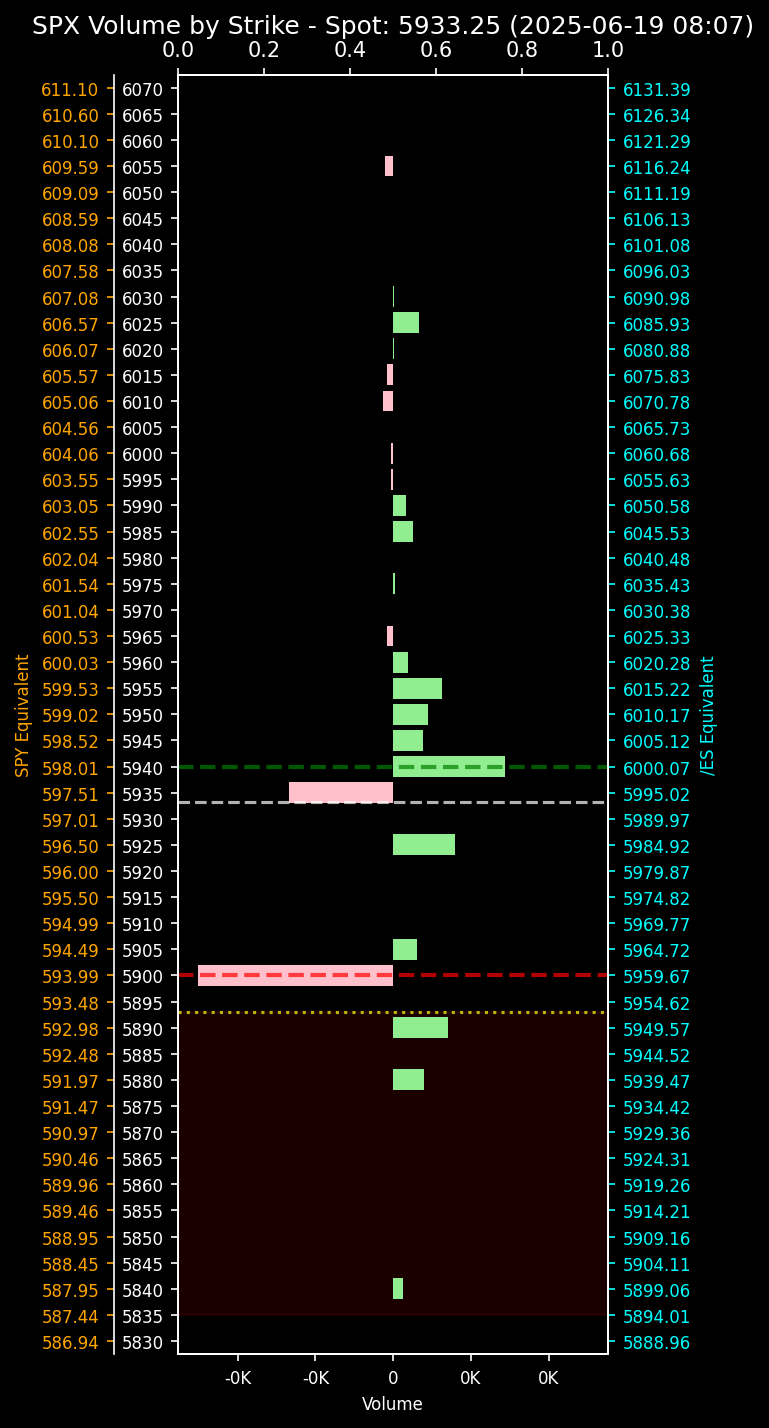 SPX Volume by Strike - Spot: 5933.25 (2025-06-19 08:07)
0.0 0.2 0.4 0.6 0.8 1.0
611.10 6070 6131.39
610.60 6065 6126.34
610.10 6060 6121.29
609.59 6055 6116.24
609.09 6050 6111.19
608.59 6045 6106.13
608.08 6040 6101.08
607.58 6035 6096.03
607.08 6030 6090.98
606.57 6025 6085.93
606.07 6020 6080.88
605.57 6015 6075.83
605.06 6010 6070.78
604.56 6005 6065.73
604.06 6000 6060.68
603.55 5995 6055.63
603.05 5990 6050.58
602.55 5985 6045.53
602.04 5980 6040.48
601.54 5975 6035.43
601.04 5970 6030.38
600.53 5965 6025.33
600.03 5960 6020.28
599.53 5955 6015.22
599.02 5950 6010.17
598.52 5945 6005.12
598.01 5940 6000.07
597.51 5935 5995.02
597.01 5930 5989.97
596.50 5925 5984.92
596.00 5920 5979.87
595.50 5915 5974.82
594.99 5910 5969.77
594.49 5905 5964.72
593.99 5900 5959.67
593.48 5895 5954.62
592.98 5890 5949.57
592.48 5885 5944.52
591.97 5880 5939.47
591.47 5875 5934.42
590.97 5870 5929.36
590.46 5865 5924.31
589.96 5860 5919.26
589.46 5855 5914.21
588.95 5850 5909.16
588.45 5845 5904.11
587.95 5840 5899.06
587.44 5835 5894.01
586.94 5830 5888.96
SPY Equivalent
/ES Equivalent
-0K -0K 0 0K 0K
Volume